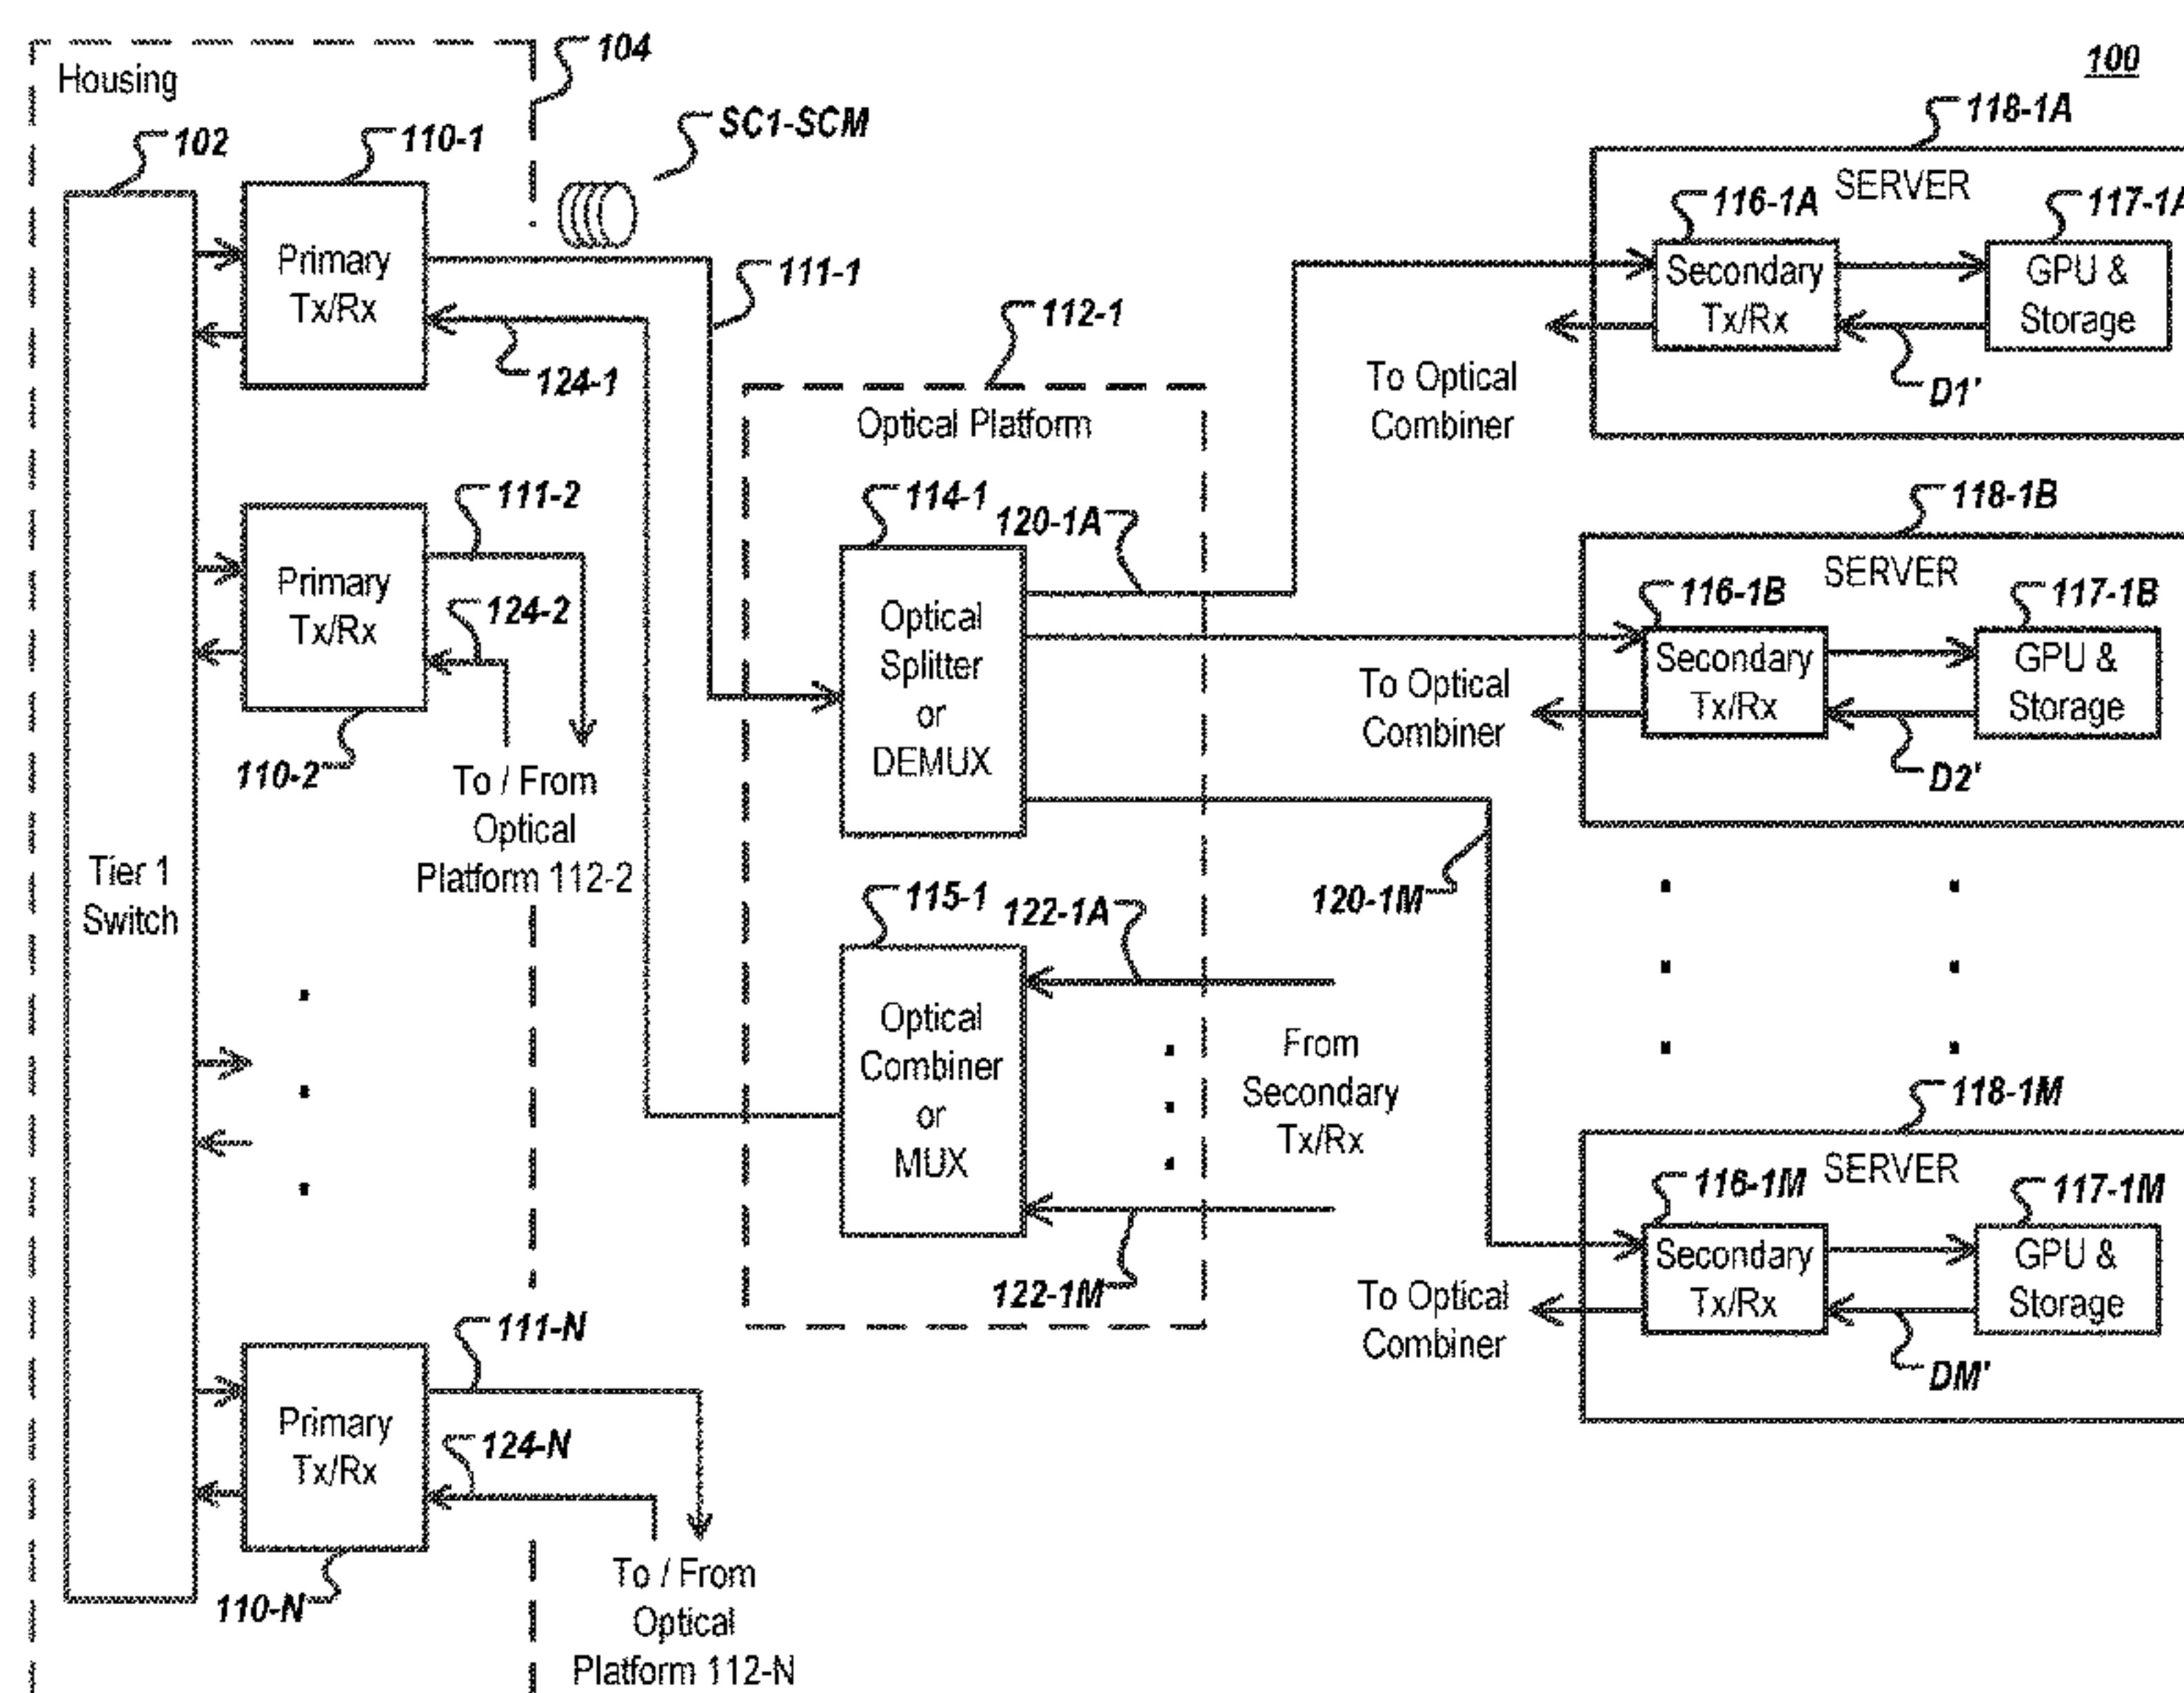 100
104
Housing
SC1-SCM
102
110-1
Primary
Tx/Rx
111-1
124-1
112-1
Optical Platform
118-1A
SERVER
116-1A
117-1A
Secondary
Tx/Rx
GPU &
Storage
D1'
To Optical
Combiner
111-2
Primary
Tx/Rx
124-2
110-2
To / From
Optical
Platform 112-2
114-1
120-1A
Optical
Splitter
or
DEMUX
118-1B
SERVER
116-1B
117-1B
Secondary
Tx/Rx
GPU &
Storage
D2'
To Optical
Combiner
Tier 1
Switch
115-1
122-1A
120-1M
Optical
Combiner
or
MUX
From
Secondary
Tx/Rx
122-1M
118-1M
SERVER
116-1M
117-1M
Secondary
Tx/Rx
GPU &
Storage
DM'
To Optical
Combiner
111-N
Primary
Tx/Rx
124-N
110-N
To / From
Optical
Platform 112-N